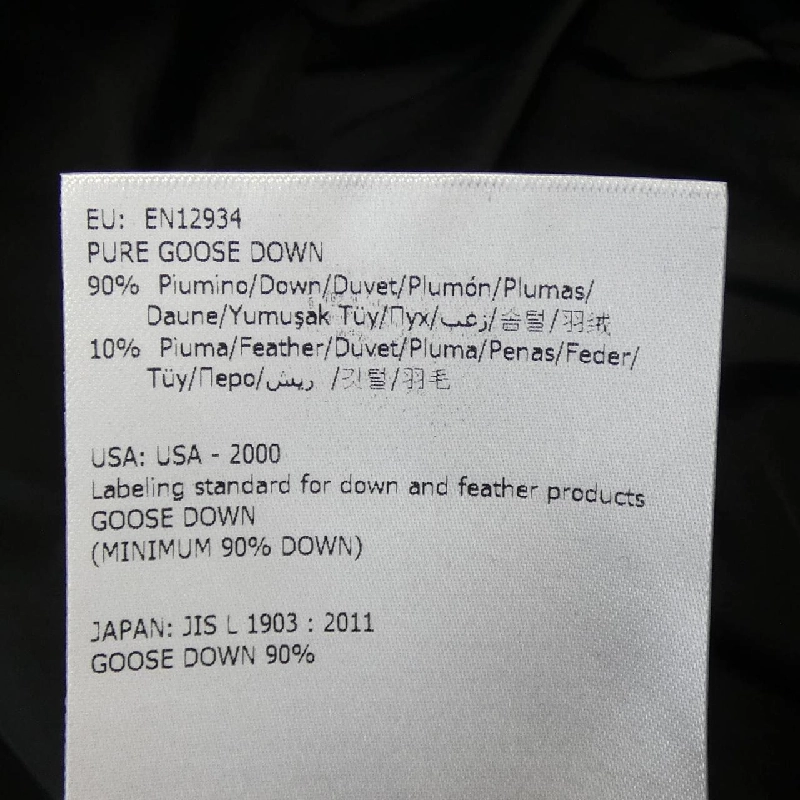 EU: EN12934
PURE GOOSE DOWN
90% Piumino/Down/Duvet/Plumón/Plumas/
Daune/Yumuşak Tüy/Пух/زغب/솜털/羽绒
10% Piuma/Feather/Duvet/Pluma/Penas/Feder/
Tüy/Перо/ريش /깃털/羽毛
USA: USA - 2000
Labeling standard for down and feather products
GOOSE DOWN
(MINIMUM 90% DOWN)
JAPAN: JIS L 1903 : 2011
GOOSE DOWN 90%